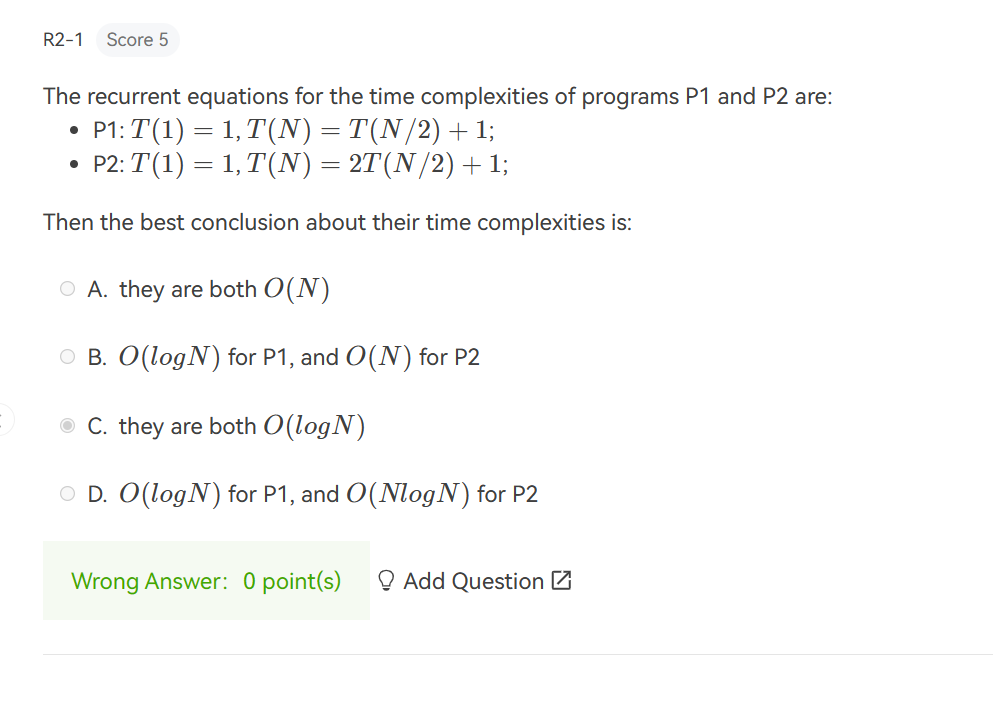 R2-1 Score 5
The recurrent equations for the time complexities of programs P1 and P2 are:
• P1: T(1) = 1, T(N) = T(N/2) + 1;
• P2: T(1) = 1, T(N) = 2T(N/2) + 1;
Then the best conclusion about their time complexities is:
A. they are both O(N)
B. O(logN) for P1, and O(N) for P2
C. they are both O(logN)
D. O(logN) for P1, and O(NlogN) for P2
Wrong Answer: 0 point(s) Add Question